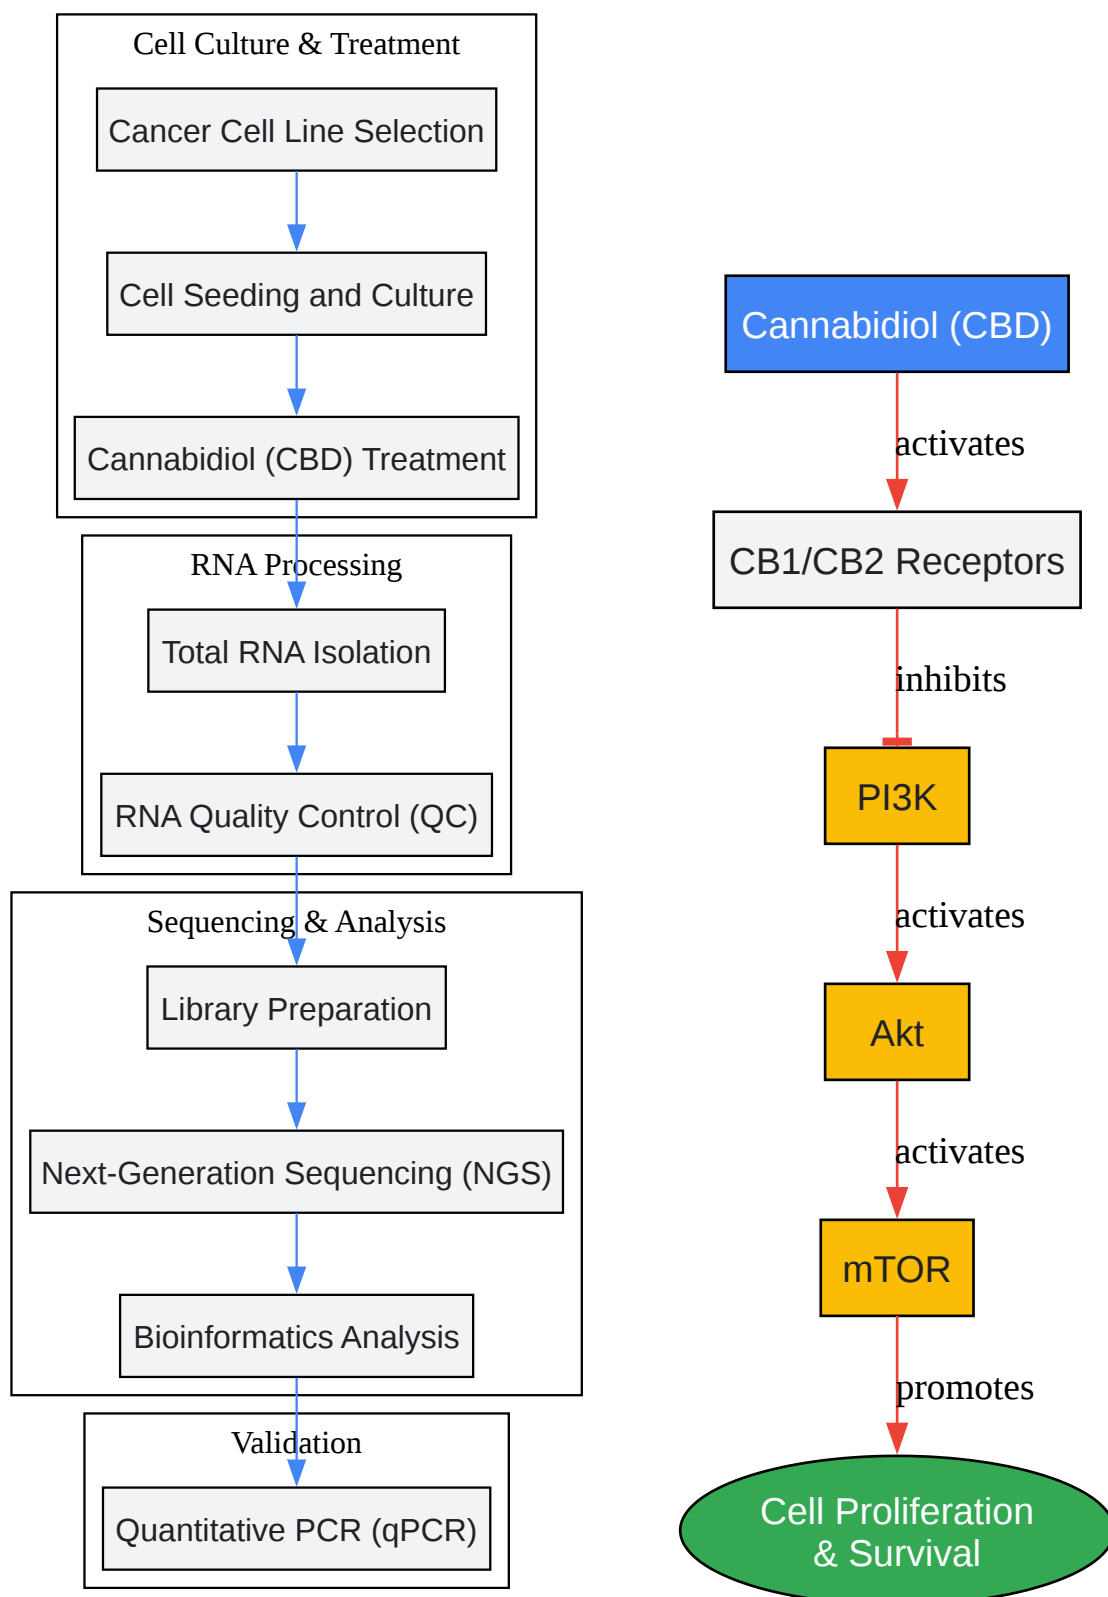 Cell Culture & Treatment
Cancer Cell Line Selection
Cell Seeding and Culture
Cannabidiol (CBD) Treatment
RNA Processing
Total RNA Isolation
RNA Quality Control (QC)
Sequencing & Analysis
Library Preparation
Next-Generation Sequencing (NGS)
Bioinformatics Analysis
Validation
Quantitative PCR (qPCR)
Cannabidiol (CBD)
activates
CB1/CB2 Receptors
inhibits
PI3K
activates
Akt
activates
mTOR
promotes
Cell Proliferation
& Survival